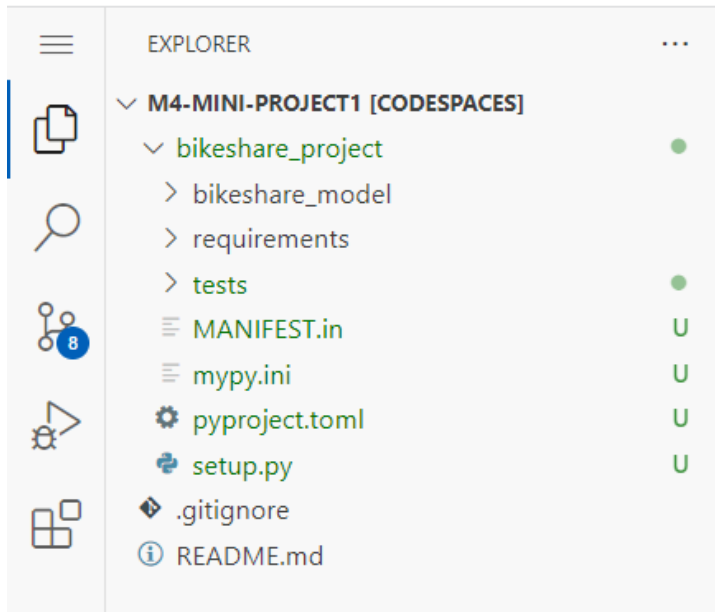 EXPLORER ...
M4-MINI-PROJECT1 [CODESPACES]
bikeshare_project
bikeshare_model
requirements
tests
MANIFEST.in U
8
mypy.ini U
pyproject.toml U
setup.py U
.gitignore
README.md